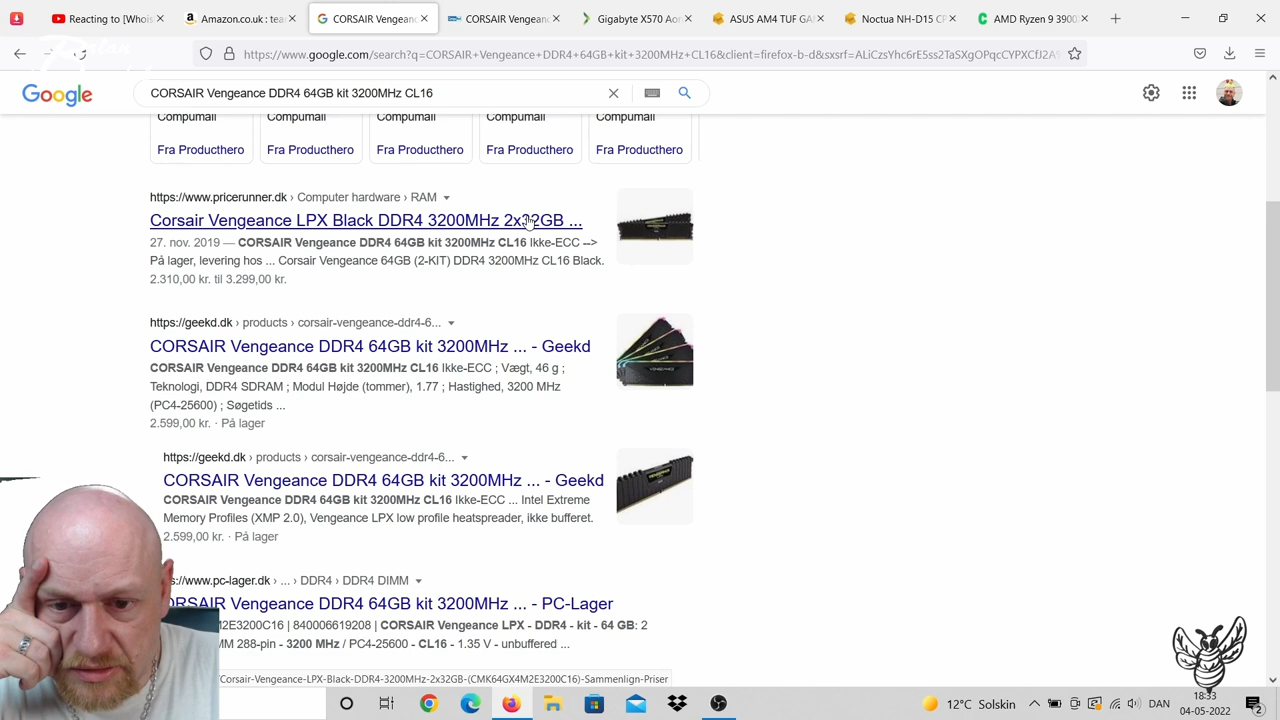 Reacting to [Whois
Amazon.co.uk : tea
CORSAIR Vengeanc
CORSAIR Vengeanc
Gigabyte X570 Aor
ASUS AM4 TUF GA
Noctua NH-D15 CP
AMD Ryzen 9 390
https://www.google.com/search?q=CORSAIR+Vengeance+DDR4+64GB+kit+3200MHz+CL16&client=firefox-b-d&sxsrf=ALiCzsYhc6rE5ss2TaSXgOPqcCYPXCfJ2A9
Google
CORSAIR Vengeance DDR4 64GB kit 3200MHz CL16
Compumail Compumail Compumail Compumail Compumail
Fra Producthero Fra Producthero Fra Producthero Fra Producthero Fra Producthero
https://www.pricerunner.dk › Computer hardware › RAM
Corsair Vengeance LPX Black DDR4 3200MHz 2x32GB ...
27. nov. 2019 — CORSAIR Vengeance DDR4 64GB kit 3200MHz CL16 Ikke-ECC -->
På lager, levering hos ... Corsair Vengeance 64GB (2-KIT) DDR4 3200MHz CL16 Black.
2.310,00 kr. til 3.299,00 kr.
https://geekd.dk › products › corsair-vengeance-ddr4-6...
CORSAIR Vengeance DDR4 64GB kit 3200MHz ... - Geekd
CORSAIR Vengeance DDR4 64GB kit 3200MHz CL16 Ikke-ECC ; Vægt, 46 g ;
Teknologi, DDR4 SDRAM ; Modul Højde (tommer), 1.77 ; Hastighed, 3200 MHz
(PC4-25600) ; Søgetids ...
2.599,00 kr. · På lager
https://geekd.dk › products › corsair-vengeance-ddr4-6...
CORSAIR Vengeance DDR4 64GB kit 3200MHz ... - Geekd
CORSAIR Vengeance DDR4 64GB kit 3200MHz CL16 Ikke-ECC ... Intel Extreme
Memory Profiles (XMP 2.0), Vengeance LPX low profile heatspreader, ikke bufferet.
2.599,00 kr. · På lager
s://www.pc-lager.dk › ... › DDR4 › DDR4 DIMM
ORSAIR Vengeance DDR4 64GB kit 3200MHz ... - PC-Lager
M2E3200C16 | 840006619208 | CORSAIR Vengeance LPX - DDR4 - kit - 64 GB: 2
MM 288-pin - 3200 MHz / PC4-25600 - CL16 - 1.35 V - unbuffered ...
/Corsair-Vengeance-LPX-Black-DDR4-3200MHz-2x32GB-(CMK64GX4M2E3200C16)-Sammenlign-Priser
12°C Solskin
DAN
18:33
04-05-2022
2